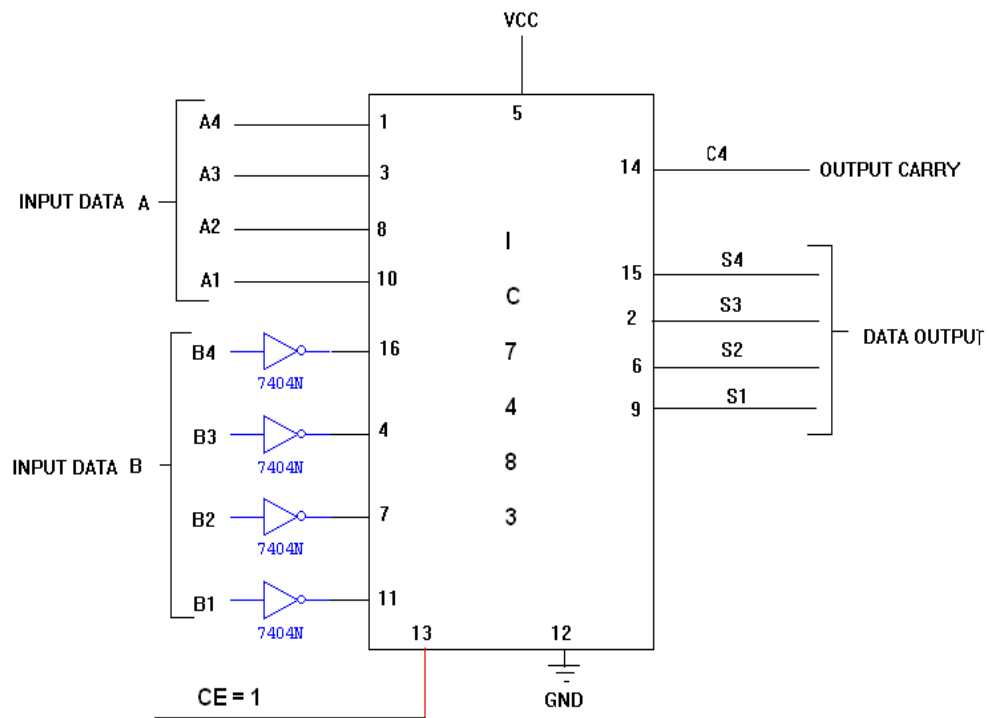 VCC
5
A4
1
A3
3
INPUT DATA A
A2
8
A1
10
14
C4
OUTPUT CARRY
I
C
7
4
8
3
15
S4
2
S3
6
S2
9
S1
DATA OUTPUT
B4
7404N
16
B3
7404N
4
INPUT DATA B
B2
7404N
7
B1
7404N
11
13
12
CE = 1
GND